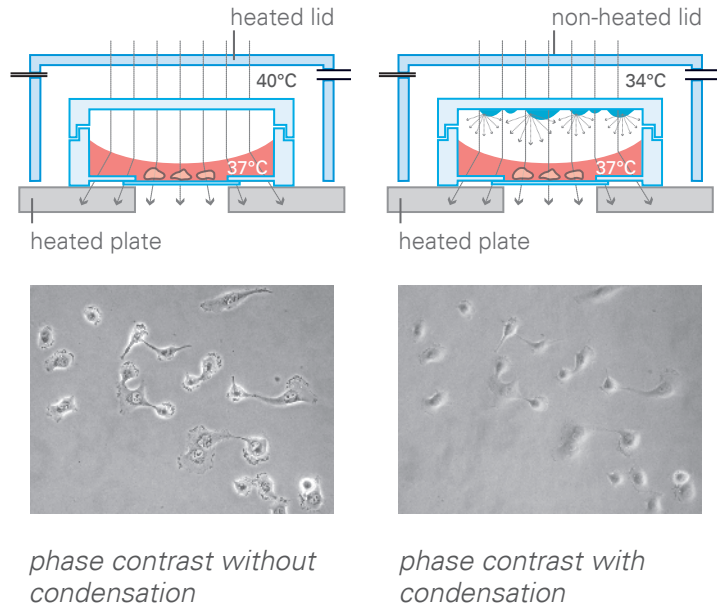 heated lid
non-heated lid
40°C
34°C
37°C
37°C
heated plate
heated plate
phase contrast without
condensation
phase contrast with
condensation